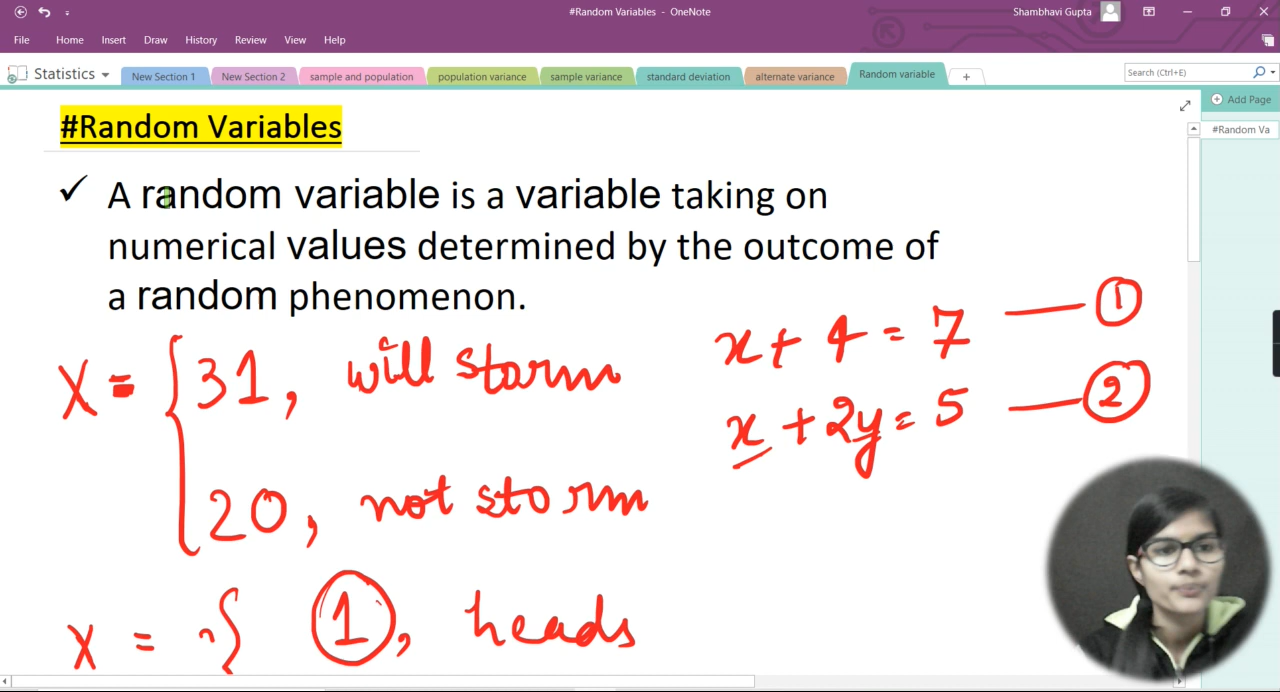 #Random Variables - OneNote
Shambhavi Gupta
File Home Insert Draw History Review View Help
Statistics New Section 1 New Section 2 sample and population population variance sample variance standard deviation alternate variance Random variable +
Search (Ctrl+E)
Add Page
#Random Va
#Random Variables
✓ A random variable is a variable taking on
numerical values determined by the outcome of
a random phenomenon.
x + 4 = 7 — 1
x + 2y = 5 — 2
X = { 31, will storm
20, not storm
X = { 1, heads